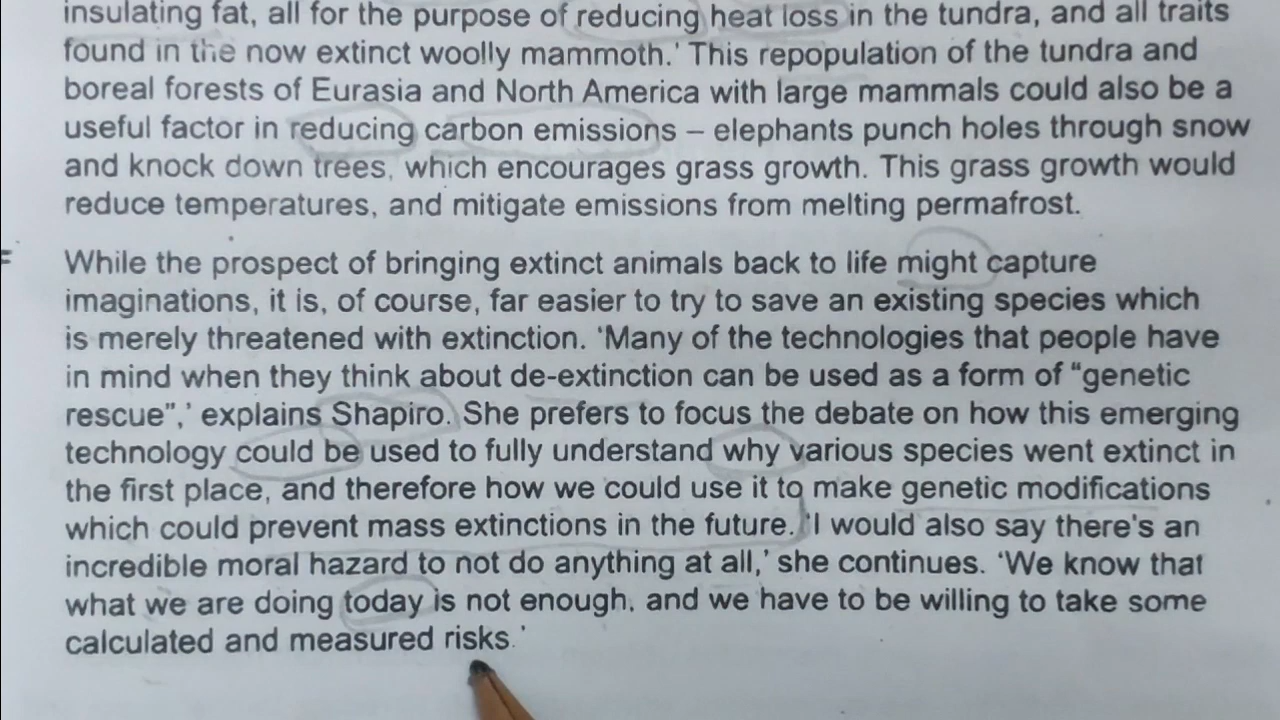 insulating fat, all for the purpose of reducing heat loss in the tundra, and all traits
found in the now extinct woolly mammoth.' This repopulation of the tundra and
boreal forests of Eurasia and North America with large mammals could also be a
useful factor in reducing carbon emissions – elephants punch holes through snow
and knock down trees, which encourages grass growth. This grass growth would
reduce temperatures, and mitigate emissions from melting permafrost.
While the prospect of bringing extinct animals back to life might capture
imaginations, it is, of course, far easier to try to save an existing species which
is merely threatened with extinction. ‘Many of the technologies that people have
in mind when they think about de-extinction can be used as a form of “genetic
rescue”,’ explains Shapiro. She prefers to focus the debate on how this emerging
technology could be used to fully understand why various species went extinct in
the first place, and therefore how we could use it to make genetic modifications
which could prevent mass extinctions in the future. ‘I would also say there's an
incredible moral hazard to not do anything at all,’ she continues. ‘We know that
what we are doing today is not enough, and we have to be willing to take some
calculated and measured risks.’